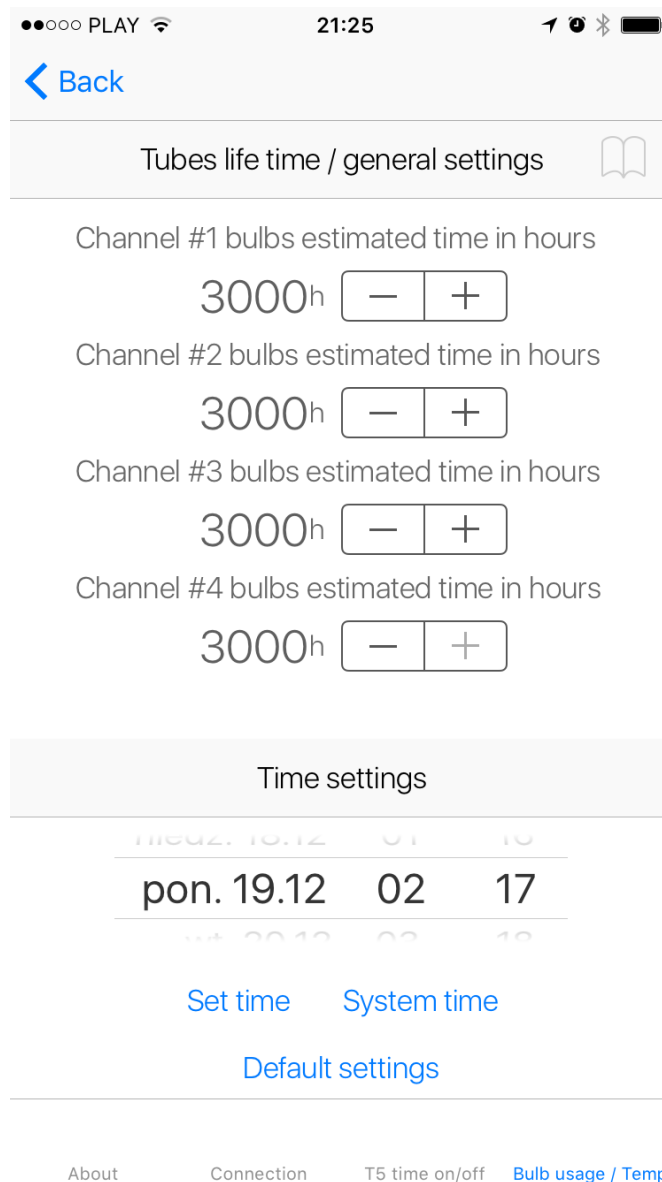 PLAY 21:25
Back
Tubes life time / general settings
Channel #1 bulbs estimated time in hours
3000h − +
Channel #2 bulbs estimated time in hours
3000h − +
Channel #3 bulbs estimated time in hours
3000h − +
Channel #4 bulbs estimated time in hours
3000h − +
Time settings
pon. 19.12 02 17
Set time System time
Default settings
About Connection T5 time on/off Bulb usage / Temp